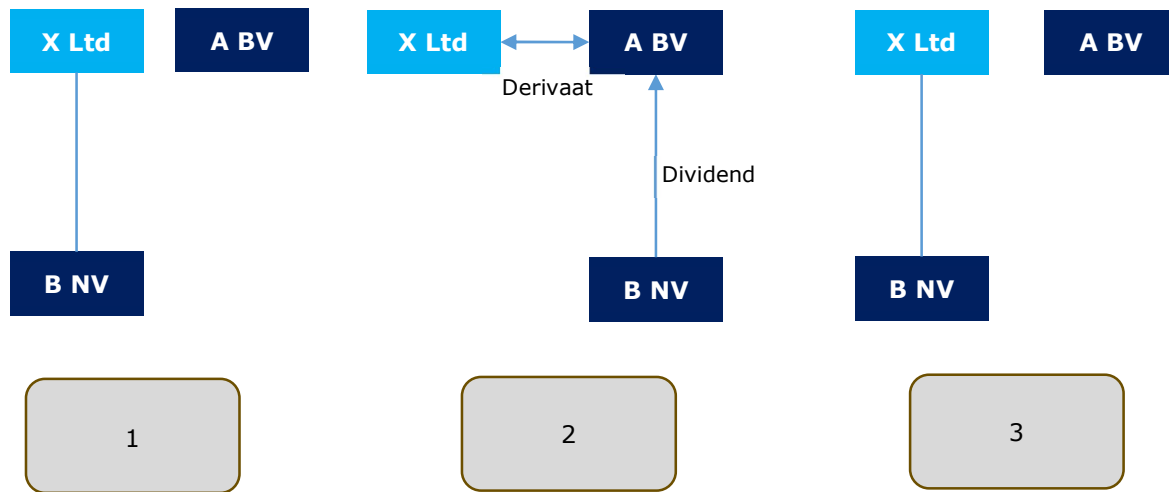 X Ltd
A BV
X Ltd
A BV
X Ltd
A BV
Derivaat
Dividend
B NV
B NV
B NV
1
2
3